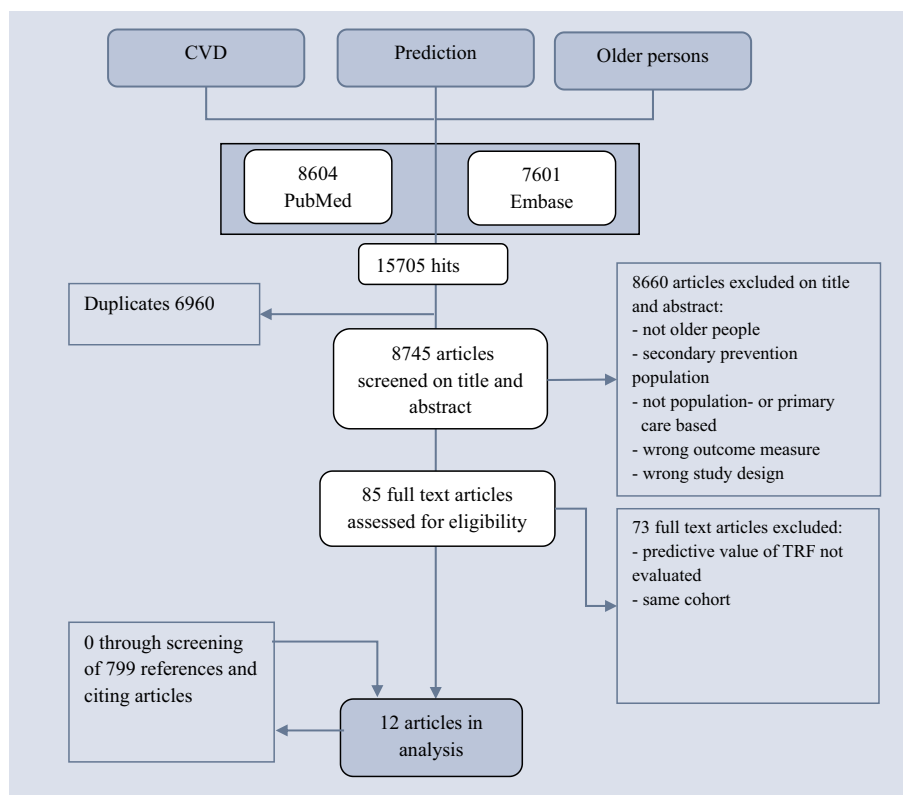 CVD
Prediction
Older persons
8604
PubMed
7601
Embase
15705 hits
Duplicates 6960
8660 articles excluded on title
and abstract:
- not older people
- secondary prevention
population
- not population- or primary
care based
- wrong outcome measure
- wrong study design
8745 articles
screened on title and
abstract
85 full text articles
assessed for eligibility
73 full text articles excluded:
- predictive value of TRF not
evaluated
- same cohort
0 through screening
of 799 references and
citing articles
12 articles in
analysis